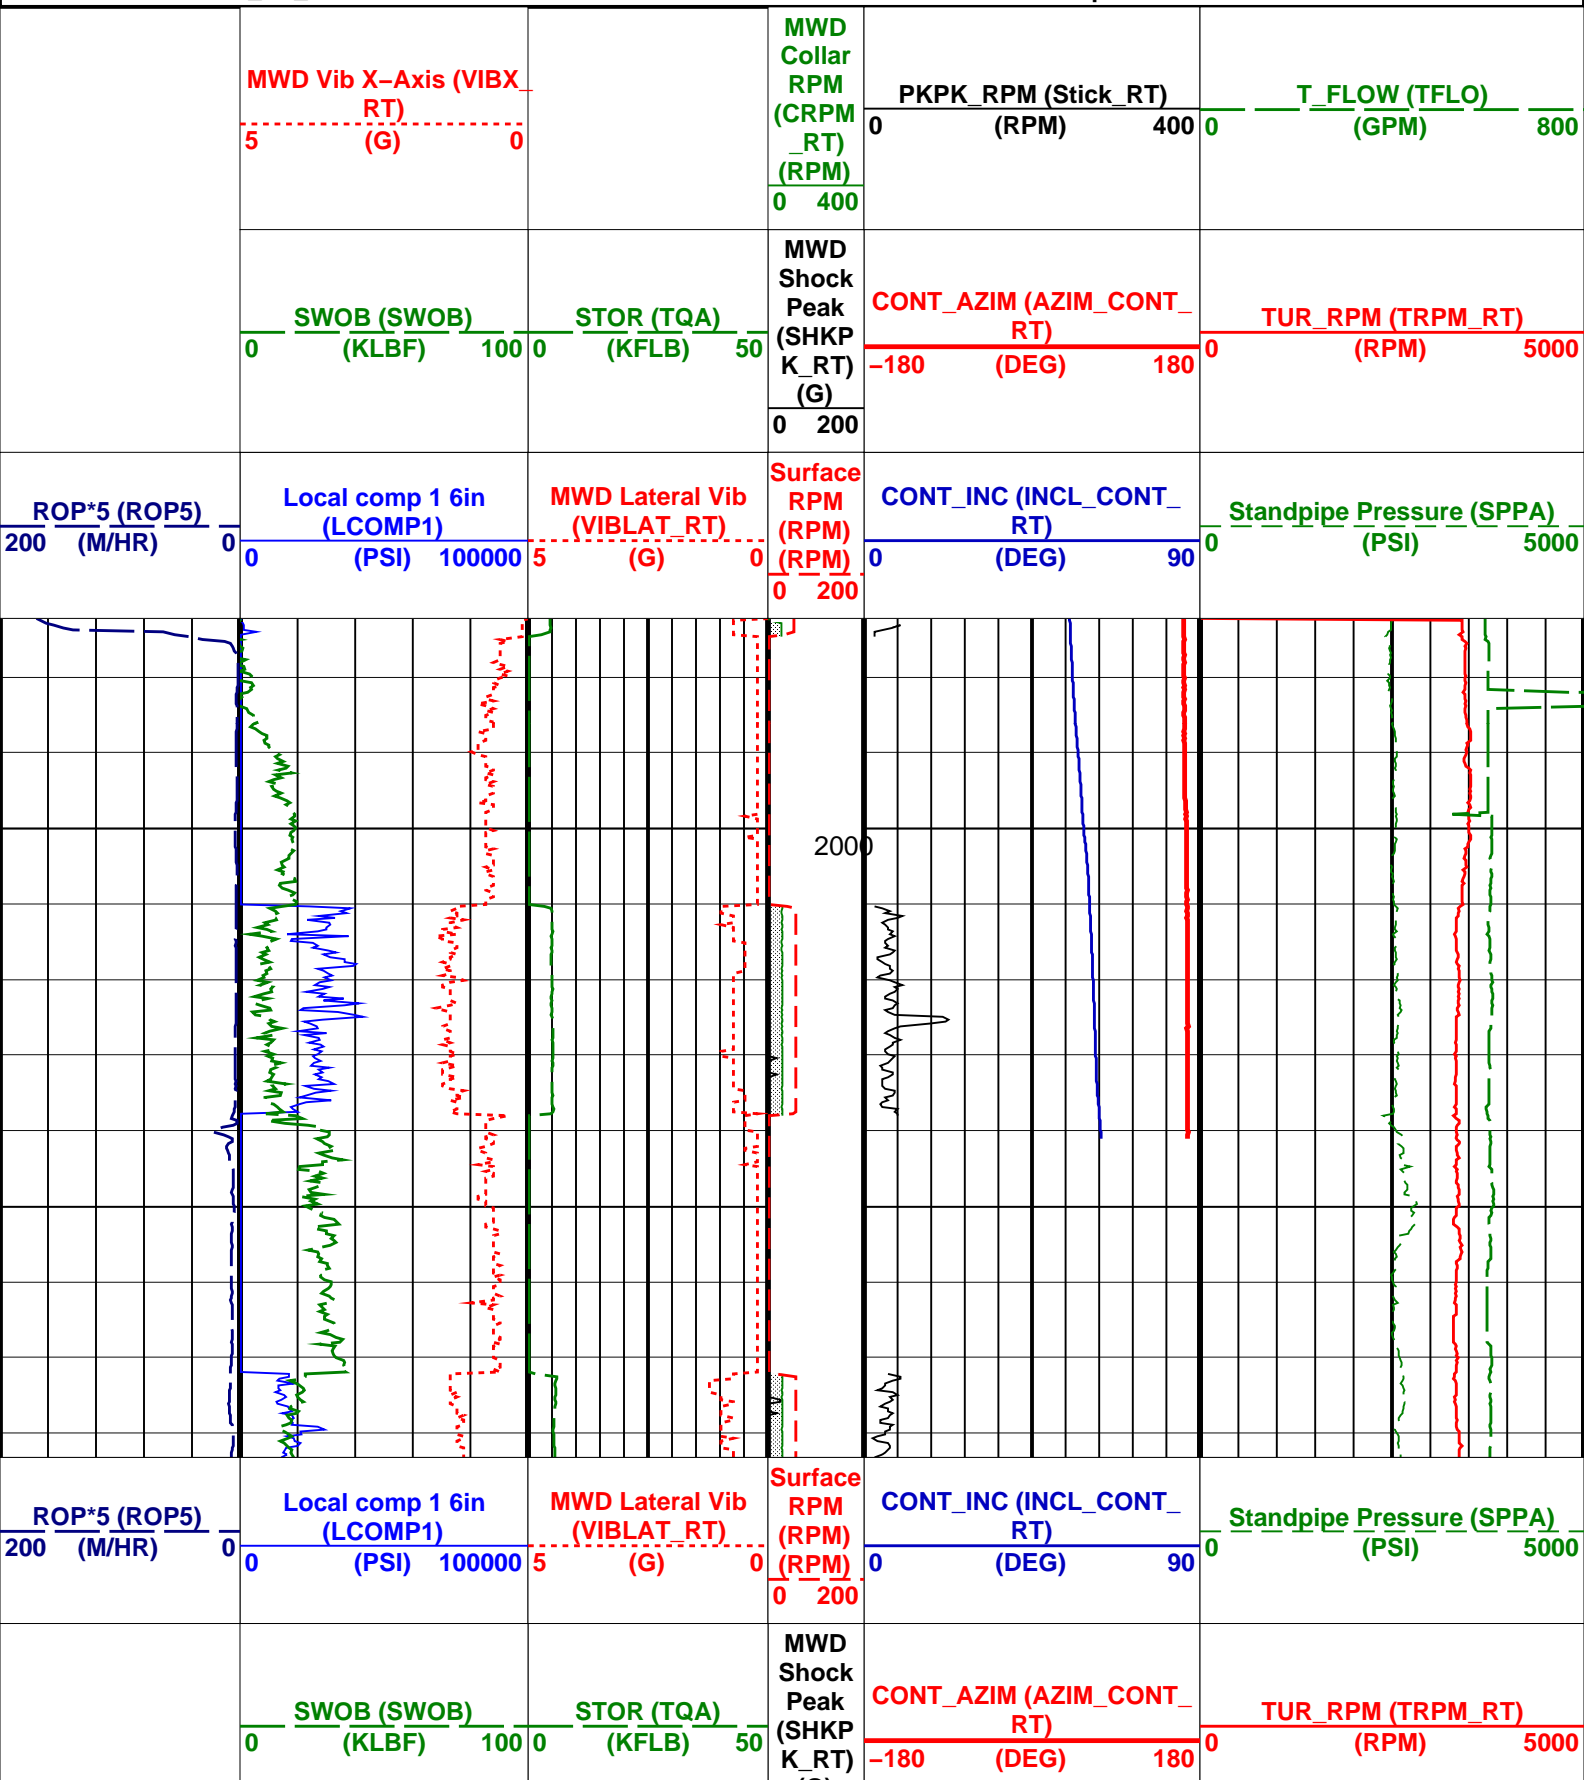 MWD Vib X−Axis (VIBX_
RT)
5 (G) 0
MWD
Collar
RPM
(CRPM
_RT)
(RPM)
0 400
PKPK_RPM (Stick_RT)
0 (RPM) 400
T_FLOW (TFLO)
0 (GPM) 800
SWOB (SWOB)
0 (KLBF) 100
STOR (TQA)
0 (KFLB) 50
MWD
Shock
Peak
(SHKP
K_RT)
(G)
0 200
CONT_AZIM (AZIM_CONT_
RT)
−180 (DEG) 180
TUR_RPM (TRPM_RT)
0 (RPM) 5000
ROP*5 (ROP5)
200 (M/HR) 0
Local comp 1 6in
(LCOMP1)
0 (PSI) 100000
MWD Lateral Vib
(VIBLAT_RT)
5 (G) 0
Surface
RPM
(RPM)
(RPM)
0 200
CONT_INC (INCL_CONT_
RT)
0 (DEG) 90
Standpipe Pressure (SPPA)
0 (PSI) 5000
2000
ROP*5 (ROP5)
200 (M/HR) 0
Local comp 1 6in
(LCOMP1)
0 (PSI) 100000
MWD Lateral Vib
(VIBLAT_RT)
5 (G) 0
Surface
RPM
(RPM)
(RPM)
0 200
CONT_INC (INCL_CONT_
RT)
0 (DEG) 90
Standpipe Pressure (SPPA)
0 (PSI) 5000
SWOB (SWOB)
0 (KLBF) 100
STOR (TQA)
0 (KFLB) 50
MWD
Shock
Peak
(SHKP
K_RT)
CONT_AZIM (AZIM_CONT_
RT)
−180 (DEG) 180
TUR_RPM (TRPM_RT)
0 (RPM) 5000